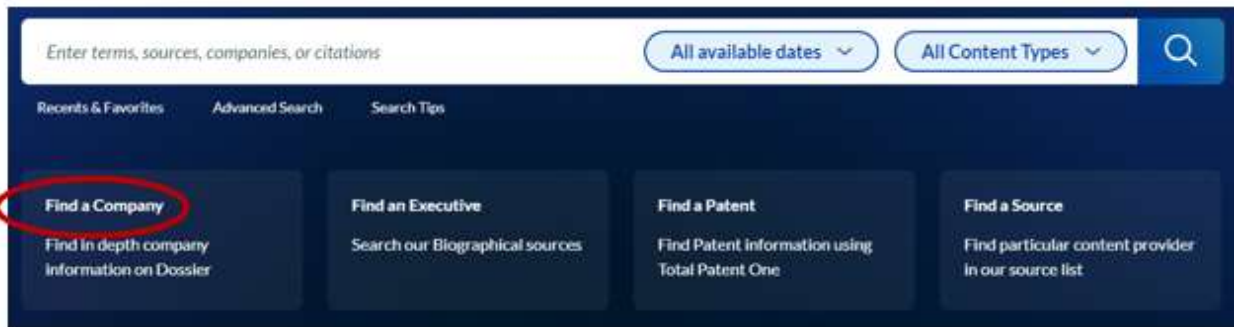 Enter terms, sources, companies, or citations
All available dates
All Content Types
Recents & Favorites
Advanced Search
Search Tips
Find a Company
Find in depth company
information on Dossier
Find an Executive
Search our Biographical sources
Find a Patent
Find Patent information using
Total Patent One
Find a Source
Find particular content provider
in our source list